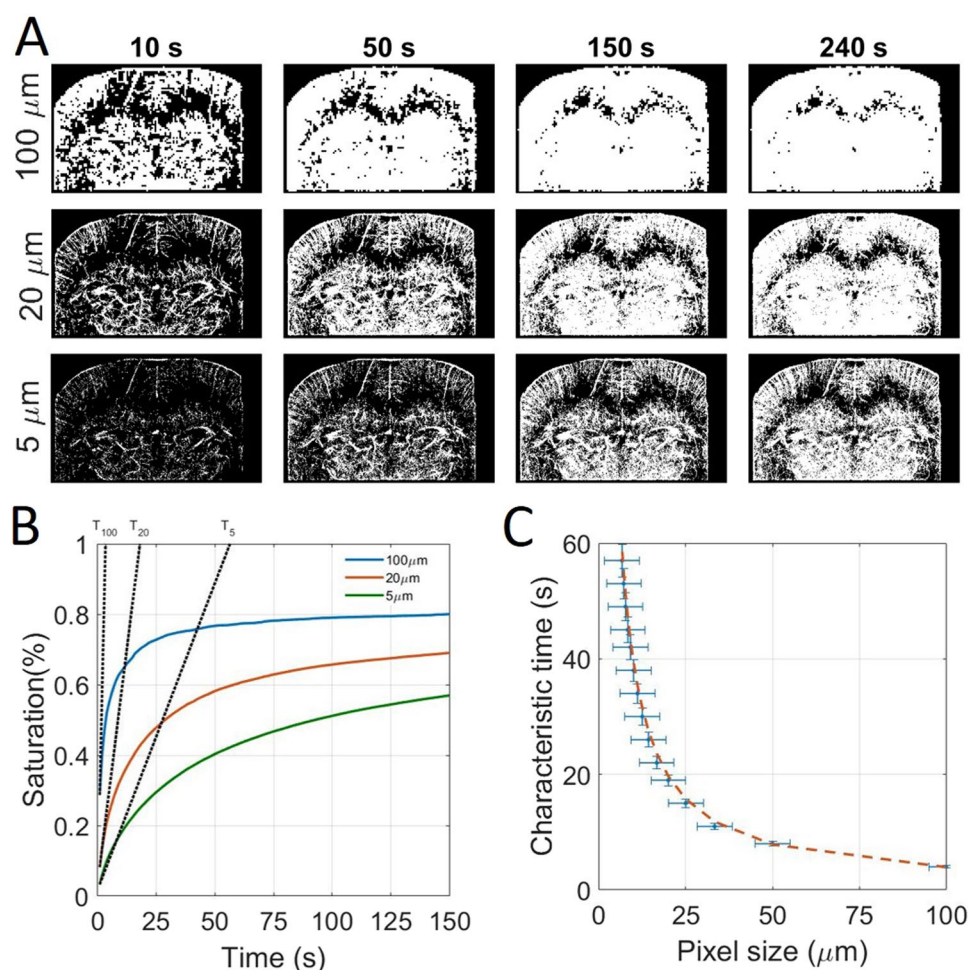 A
10 s 50 s 150 s 240 s
100 μm
20 μm
5 μm
B
T100 T20 T5
1
0.8
0.6
0.4
0.2
0
0 25 50 75 100 125 150
Saturation(%)
Time (s)
100μm
20μm
5μm
C
60
40
20
0
0 25 50 75 100
Characteristic time (s)
Pixel size (μm)